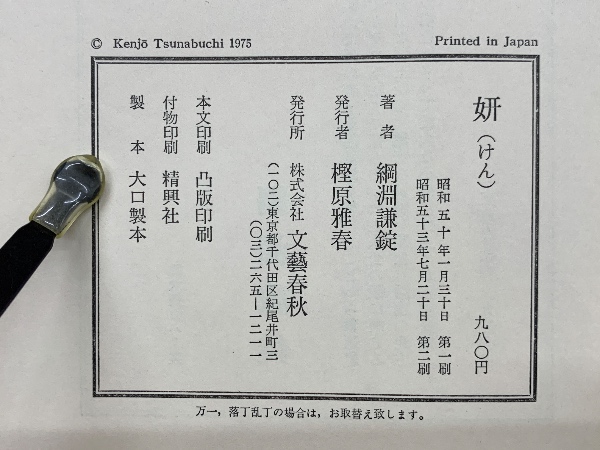 © Kenjō Tsunabuchi 1975
Printed in Japan
妍（けん）
九八〇円
昭和五十年一月三十日　第一刷
昭和五十三年七月二十日　第二刷
著者　綱淵謙錠
発行者　樫原雅春
発行所　株式会社文藝春秋
（一〇二）東京都千代田区紀尾井町三
（〇三）二六五―一二一一
本文印刷　凸版印刷
付物印刷　精興社
製本　大口製本
万一，落丁乱丁の場合は，お取替え致します。